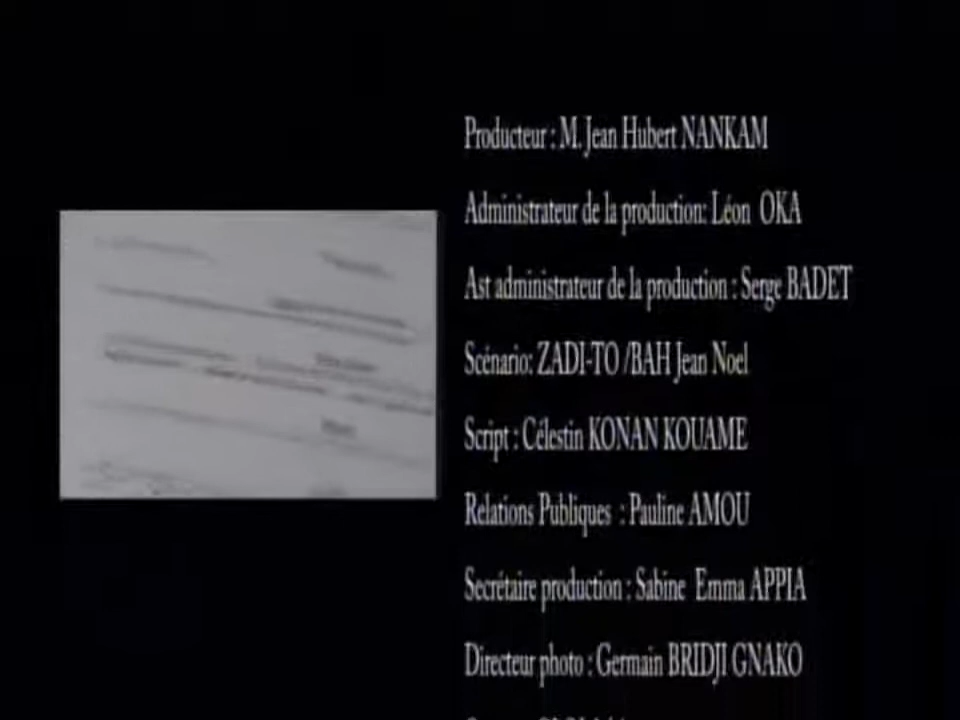 Producteur : M. Jean Hubert NANKAM
Administrateur de la production: Léon OKA
Ast administrateur de la production : Serge BADET
Scénario: ZADI-TO /BAH Jean Noel
Script : Célestin KONAN KOUAME
Relations Publiques : Pauline AMOU
Secrétaire production : Sabine Emma APPIA
Directeur photo : Germain BRIDJI GNAKO